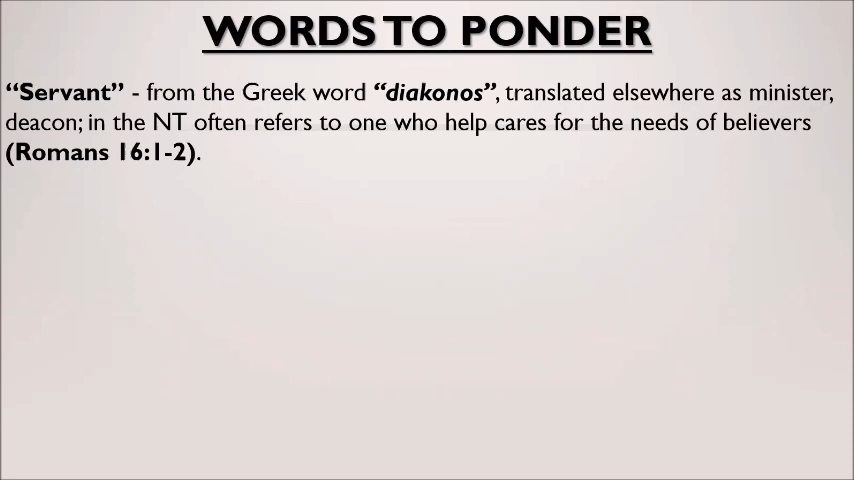 WORDS TO PONDER
“Servant” - from the Greek word “diakonos”, translated elsewhere as minister,
deacon; in the NT often refers to one who help cares for the needs of believers
(Romans 16:1-2).